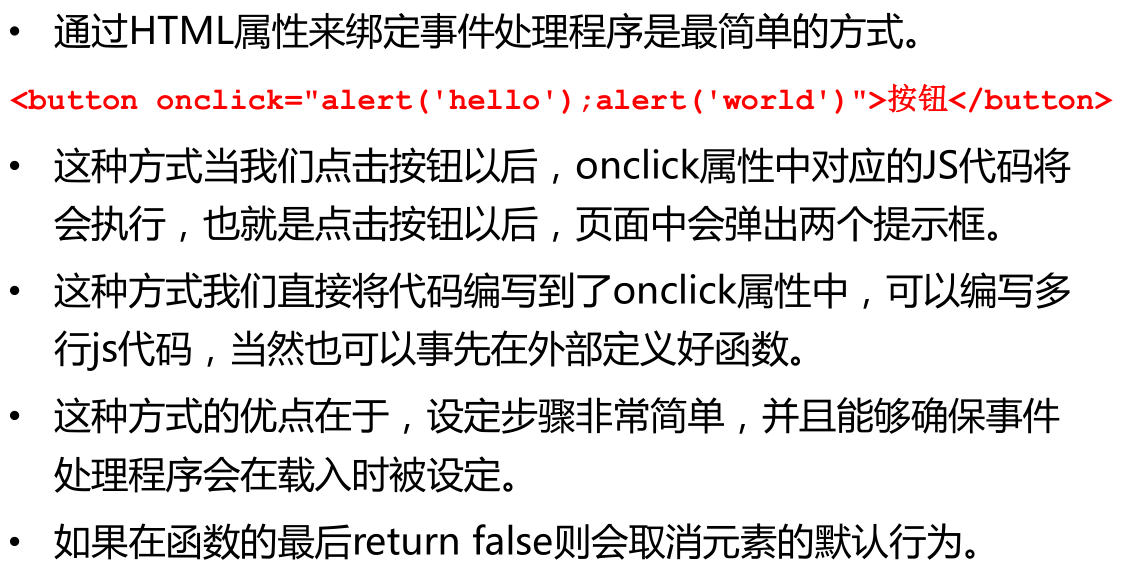 • 通过HTML属性来绑定事件处理程序是最简单的方式。
<button onclick="alert('hello');alert('world')">按钮</button>
• 这种方式当我们点击按钮以后，onclick属性中对应的JS代码将
会执行，也就是点击按钮以后，页面中会弹出两个提示框。
• 这种方式我们直接将代码编写到了onclick属性中，可以编写多
行js代码，当然也可以事先在外部定义好函数。
• 这种方式的优点在于，设定步骤非常简单，并且能够确保事件
处理程序会在载入时被设定。
• 如果在函数的最后return false则会取消元素的默认行为。